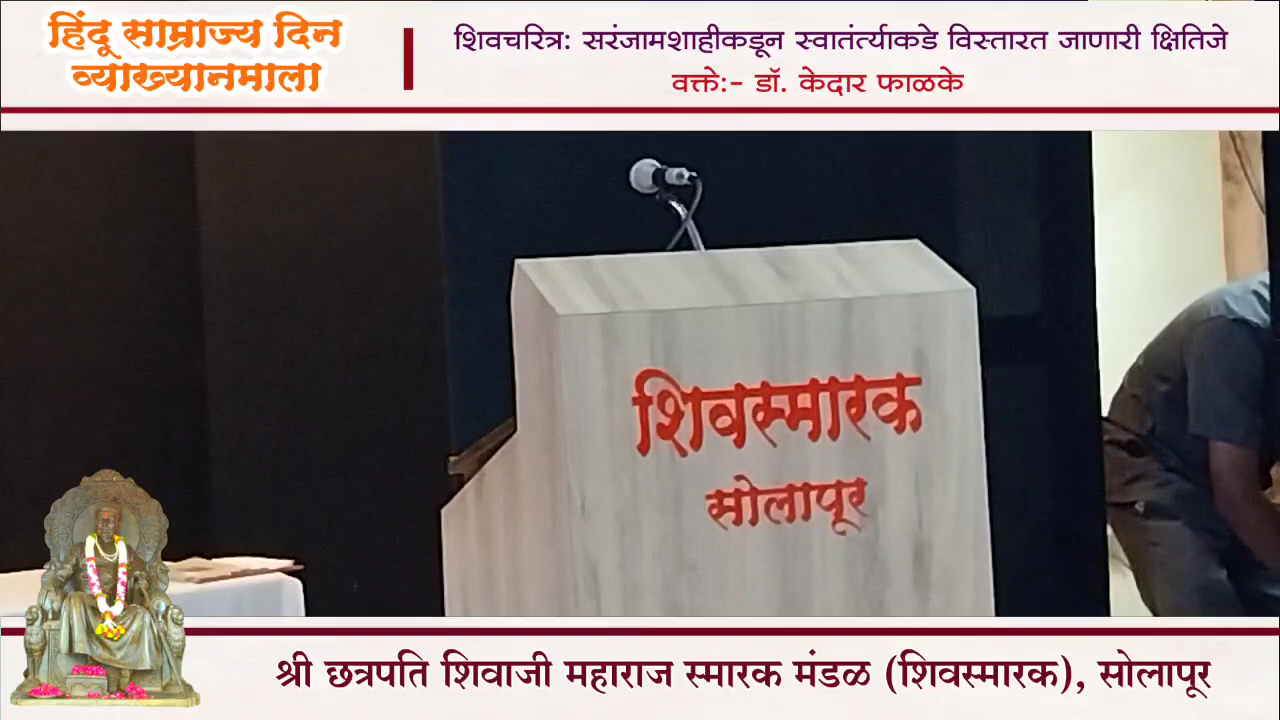 हिंदू साम्राज्य दिन
व्याख्यानमाला
शिवचरित्र: सरंजामशाहीकडून स्वातंत्र्याकडे विस्तारत जाणारी क्षितिजे
वक्ते:- डॉ. केदार फाळके
शिवस्मारक
सोलापूर
श्री छत्रपति शिवाजी महाराज स्मारक मंडळ (शिवस्मारक), सोलापूर